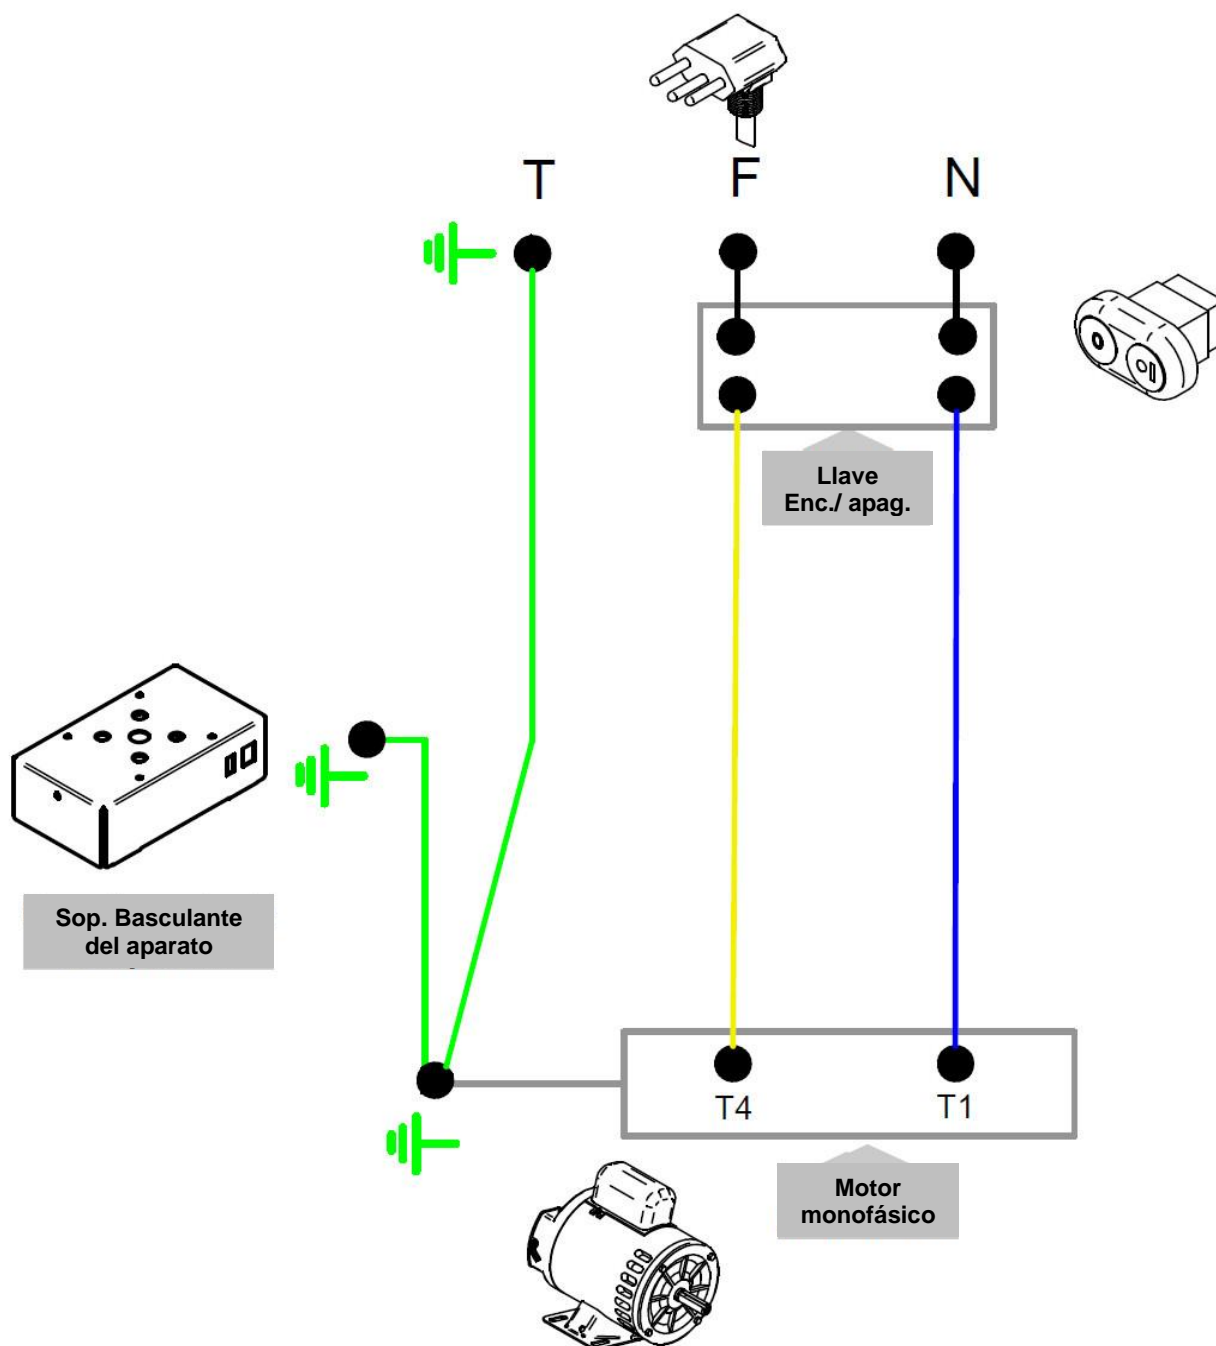 T F N
Llave
Enc./ apag.
Sop. Basculante
del aparato
T4 T1
Motor
monofásico